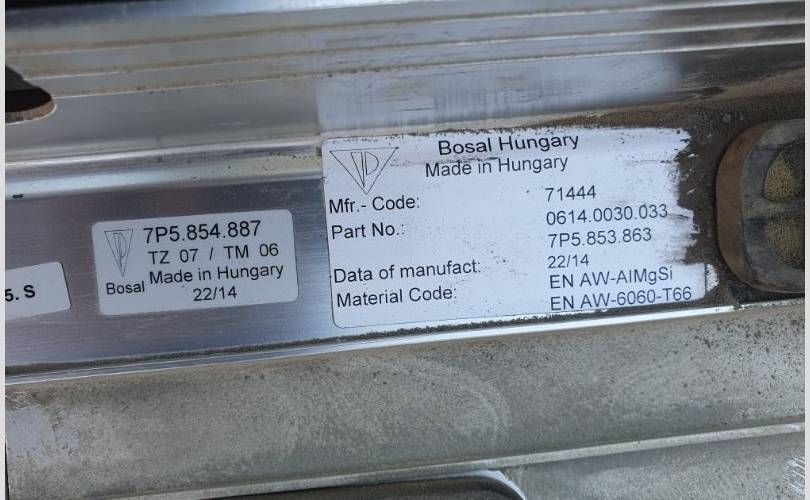 5. S
7P5.854.887
TZ 07 / TM 06
Bosal Made in Hungary
22/14
Bosal Hungary
Made in Hungary
Mfr.- Code: 71444
Part No.: 0614.0030.033
7P5.853.863
Data of manufact: 22/14
Material Code: EN AW-AlMgSi
EN AW-6060-T66